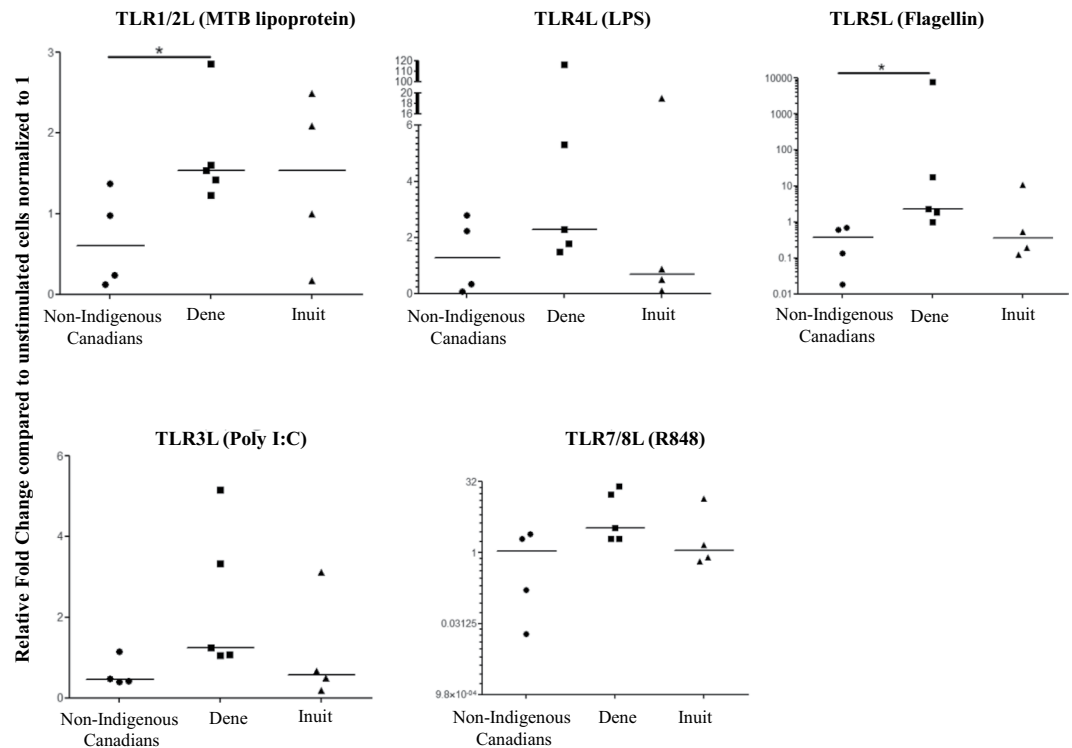 Relative Fold Change compared to unstimulated cells normalized to 1
TLR1/2L (MTB lipoprotein)
*
3
2
1
0
Non-Indigenous
Canadians
Dene
Inuit
TLR4L (LPS)
120
110
100
20
18
16
6
4
2
0
Non-Indigenous
Canadians
Dene
Inuit
TLR5L (Flagellin)
*
10000
1000
100
10
1
0.1
0.01
Non-Indigenous
Canadians
Dene
Inuit
TLR3L (Poly I:C)
6
4
2
0
Non-Indigenous
Canadians
Dene
Inuit
TLR7/8L (R848)
32
1
0.03125
9.8×10⁻⁰⁴
Non-Indigenous
Canadians
Dene
Inuit